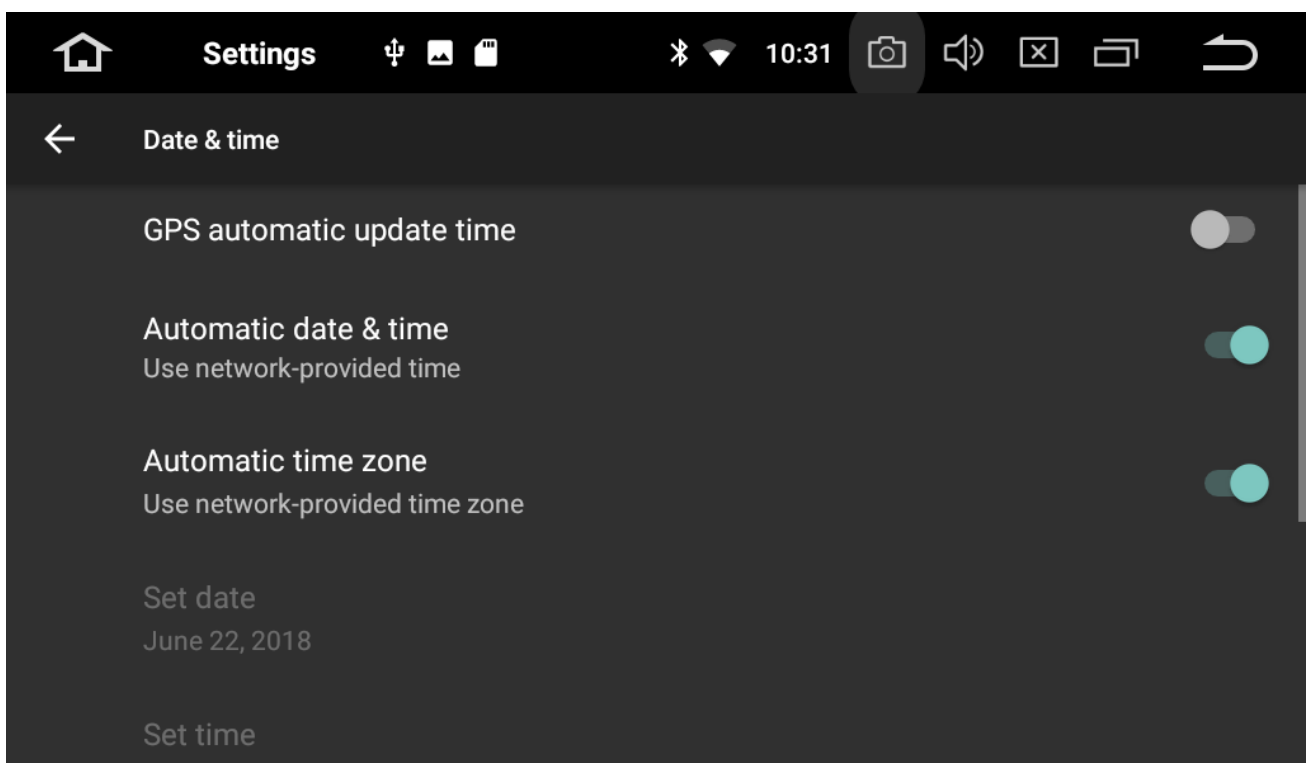 Settings 10:31
Date & time
GPS automatic update time
Automatic date & time
Use network-provided time
Automatic time zone
Use network-provided time zone
Set date
June 22, 2018
Set time